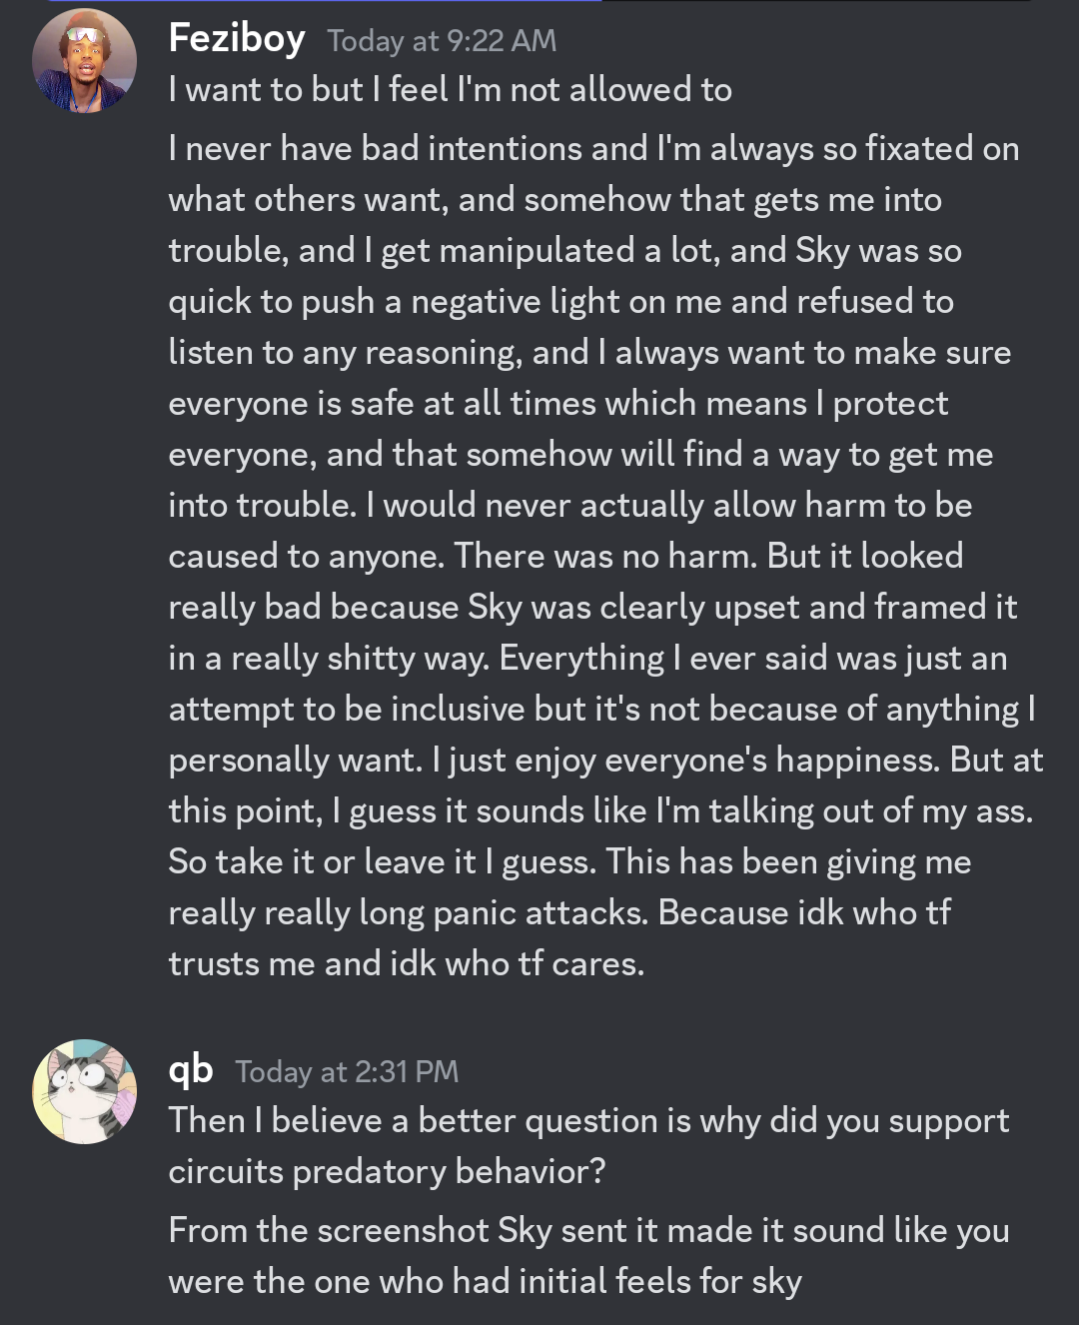 Feziboy Today at 9:22 AM
I want to but I feel I'm not allowed to
I never have bad intentions and I'm always so fixated on
what others want, and somehow that gets me into
trouble, and I get manipulated a lot, and Sky was so
quick to push a negative light on me and refused to
listen to any reasoning, and I always want to make sure
everyone is safe at all times which means I protect
everyone, and that somehow will find a way to get me
into trouble. I would never actually allow harm to be
caused to anyone. There was no harm. But it looked
really bad because Sky was clearly upset and framed it
in a really shitty way. Everything I ever said was just an
attempt to be inclusive but it's not because of anything I
personally want. I just enjoy everyone's happiness. But at
this point, I guess it sounds like I'm talking out of my ass.
So take it or leave it I guess. This has been giving me
really really long panic attacks. Because idk who tf
trusts me and idk who tf cares.
qb Today at 2:31 PM
Then I believe a better question is why did you support
circuits predatory behavior?
From the screenshot Sky sent it made it sound like you
were the one who had initial feels for sky